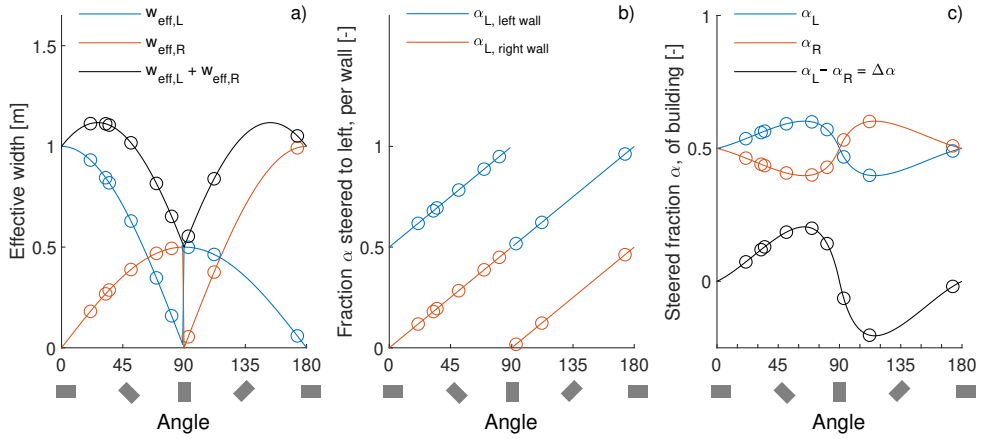 a)
w_eff,L
w_eff,R
w_eff,L + w_eff,R
Effective width [m]
1.5
1
0.5
0
0 45 90 135 180
Angle
b)
α_L, left wall
α_L, right wall
Fraction α steered to left, per wall [-]
1
0.5
0
0 45 90 135 180
Angle
c)
α_L
α_R
α_L − α_R = Δα
Steered fraction α, of building [-]
1
0.5
0
0 45 90 135 180
Angle